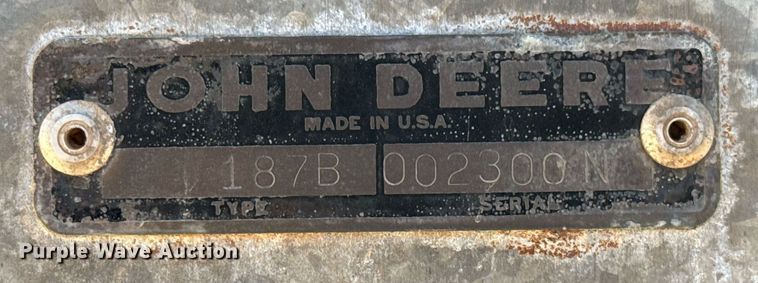 JOHN DEERE
MADE IN U.S.A.
187B 002300 N
TYPE SERIAL
Purple Wave Auction